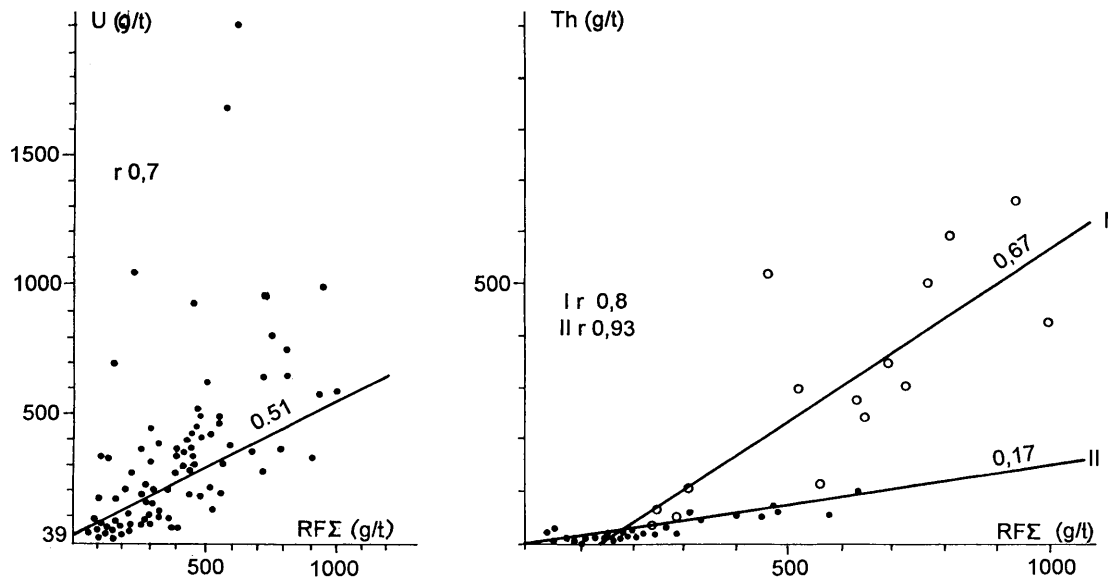 U (g/t)
1500
r 0,7
1000
500
0.51
39
RFΣ (g/t)
500
1000
Th (g/t)
500
I r 0,8
II r 0,93
0,67
I
0,17
II
RFΣ (g/t)
500
1000